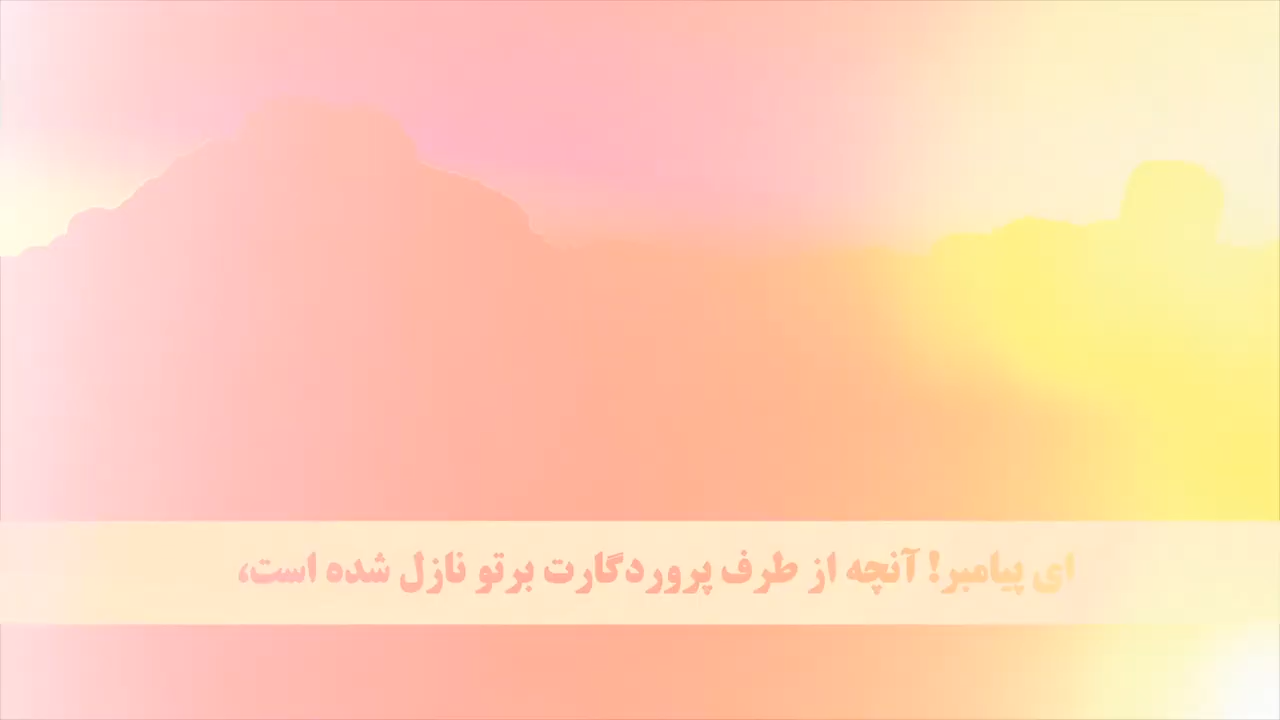 ای پیامبر! آنچه از طرف پروردگارت برتو نازل شده است،